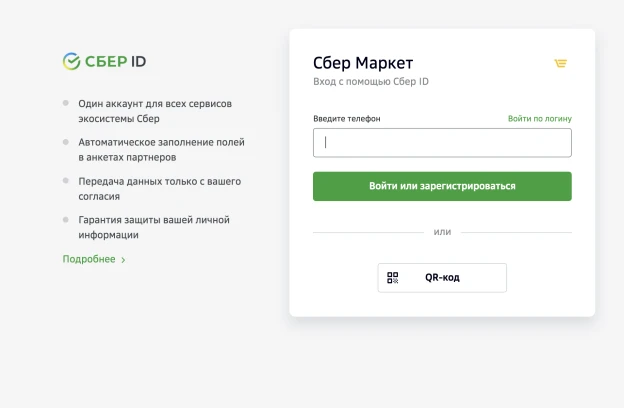 СБЕР ID
Один аккаунт для всех сервисов
экосистемы Сбер
Автоматическое заполнение полей
в анкетах партнеров
Передача данных только с вашего
согласия
Гарантия защиты вашей личной
информации
Подробнее
Сбер Маркет
Вход с помощью Сбер ID
Введите телефон
Войти по логину
Войти или зарегистрироваться
или
QR-код